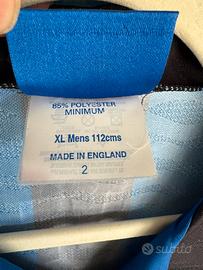 85% POLYESTER
MINIMUM
XL Mens 112cms
MADE IN ENGLAND
2
subito